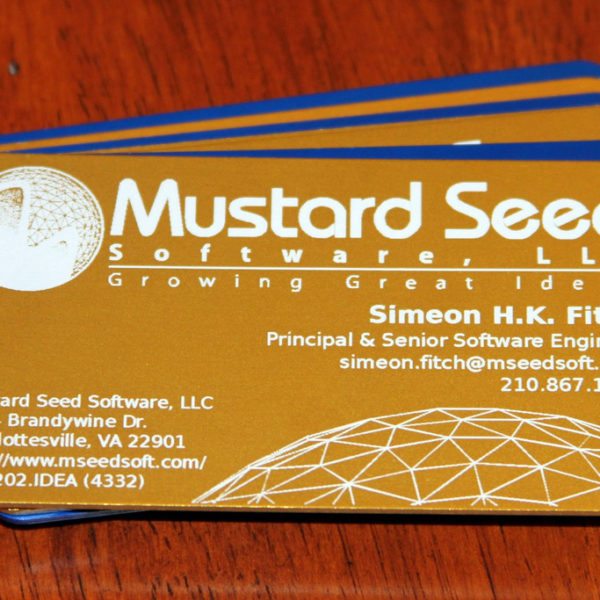 Mustard Seed
Software, LL
Growing Great Ide
Simeon H.K. Fit
Principal & Senior Software Engin
simeon.fitch@mseedsoft.
210.867.1
ard Seed Software, LLC
Brandywine Dr.
lottesville, VA 22901
//www.mseedsoft.com/
202.IDEA (4332)